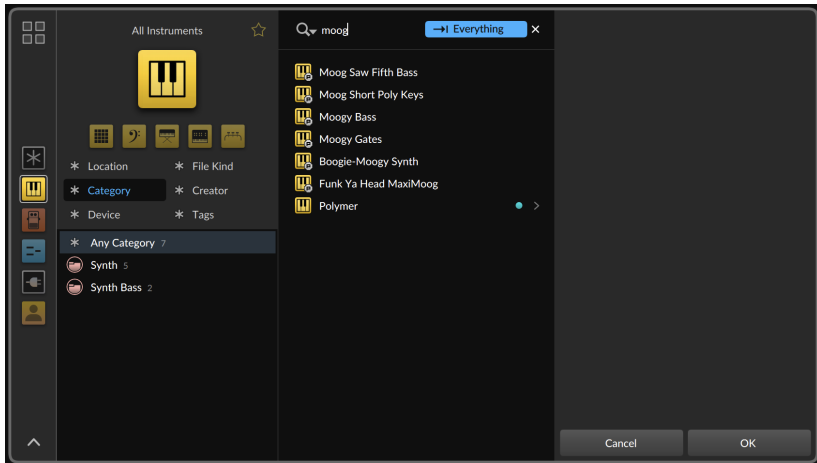 All Instruments
Location
File Kind
Category
Creator
Device
Tags
Any Category 7
Synth 5
Synth Bass 2
moog
Everything
Moog Saw Fifth Bass
Moog Short Poly Keys
Moogy Bass
Moogy Gates
Boogie-Moogy Synth
Funk Ya Head MaxiMoog
Polymer
Cancel
OK